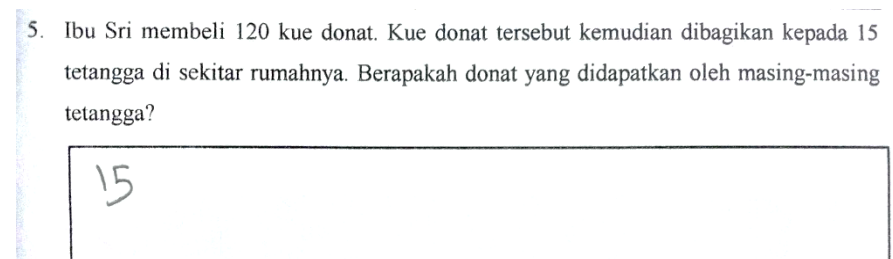 5. Ibu Sri membeli 120 kue donat. Kue donat tersebut kemudian dibagikan kepada 15
tetangga di sekitar rumahnya. Berapakah donat yang didapatkan oleh masing-masing
tetangga?
15